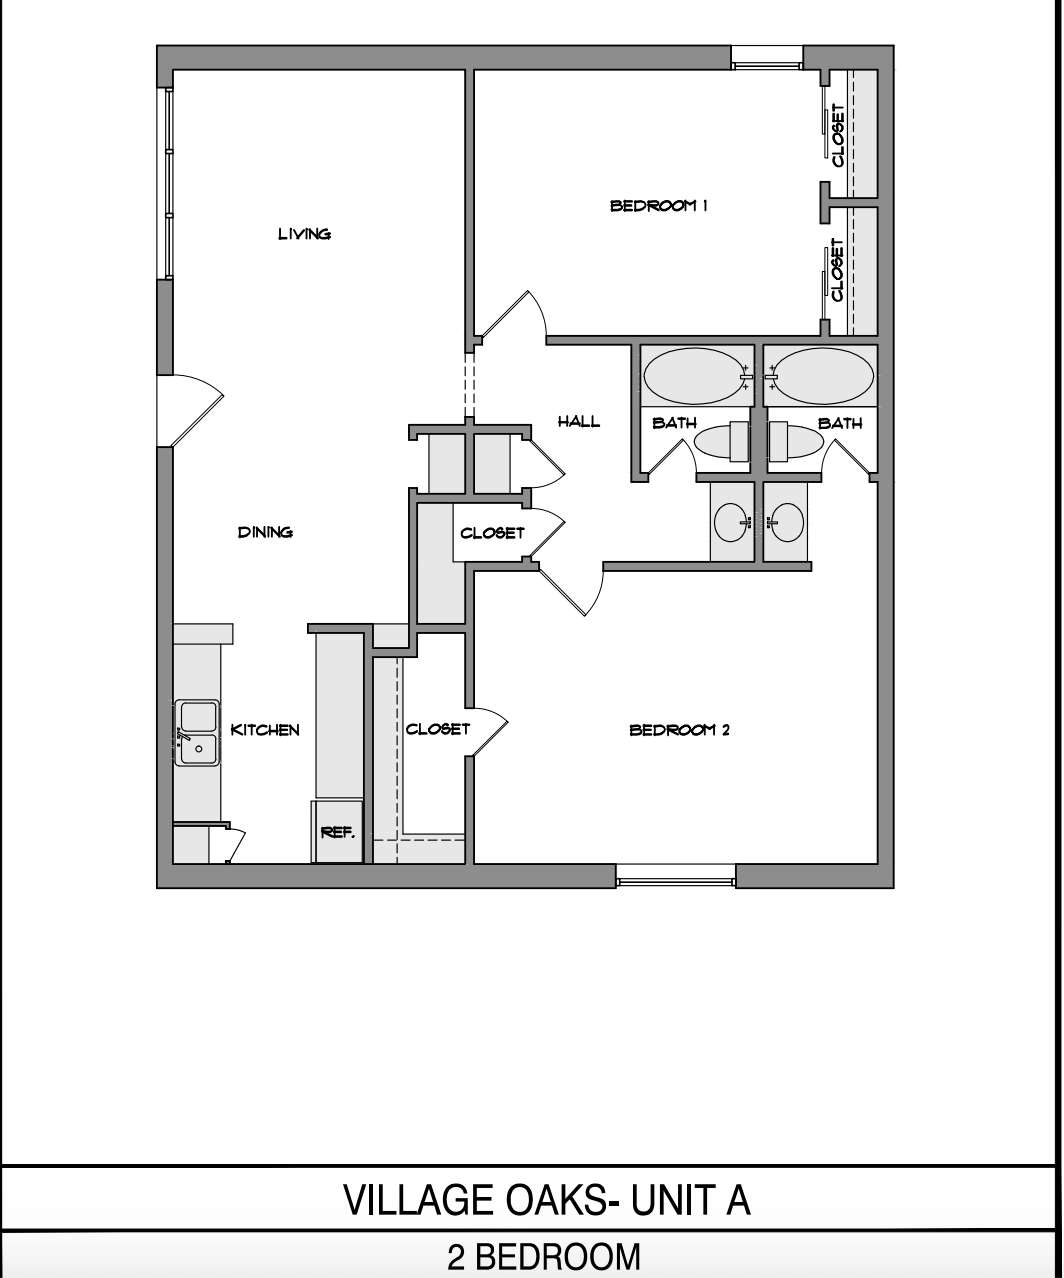 CLOSET
BEDROOM 1
LIVING
CLOSET
HALL
BATH
BATH
DINING
CLOSET
KITCHEN
CLOSET
BEDROOM 2
REF.
VILLAGE OAKS- UNIT A
2 BEDROOM